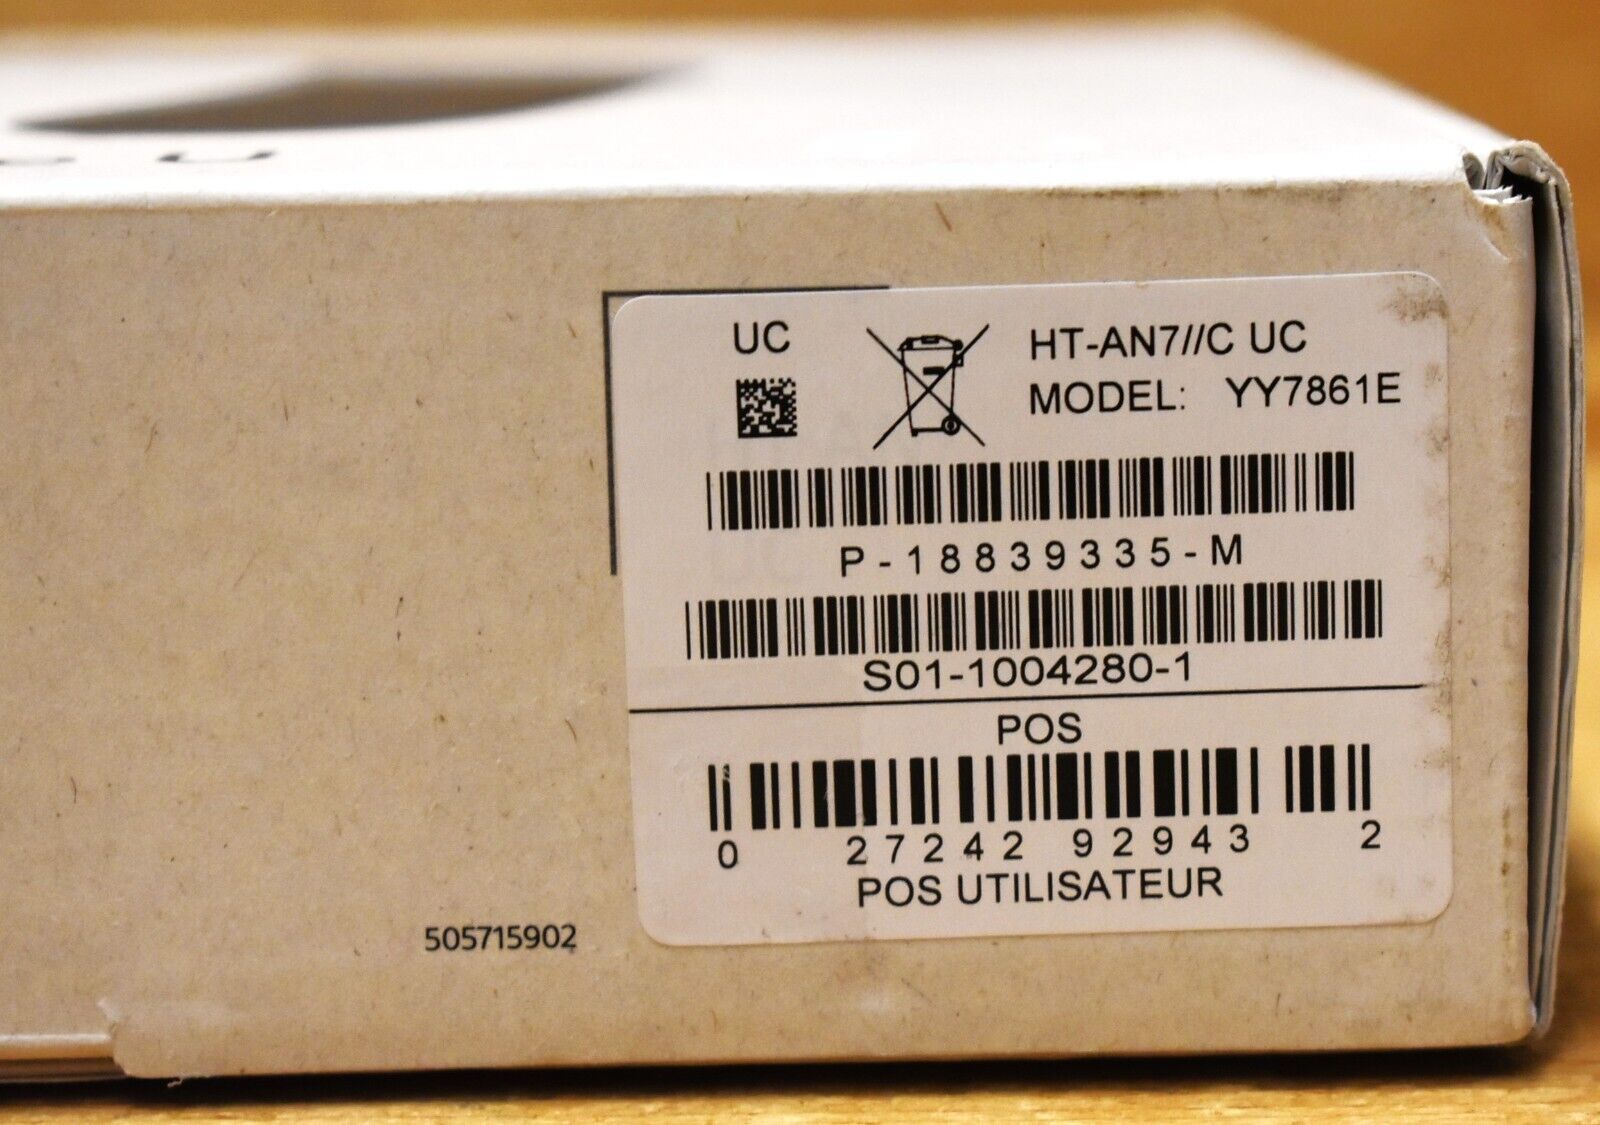 UC
HT-AN7//C UC
MODEL: YY7861E
P-18839335-M
S01-1004280-1
POS
0 27242 92943 2
POS UTILISATEUR
505715902